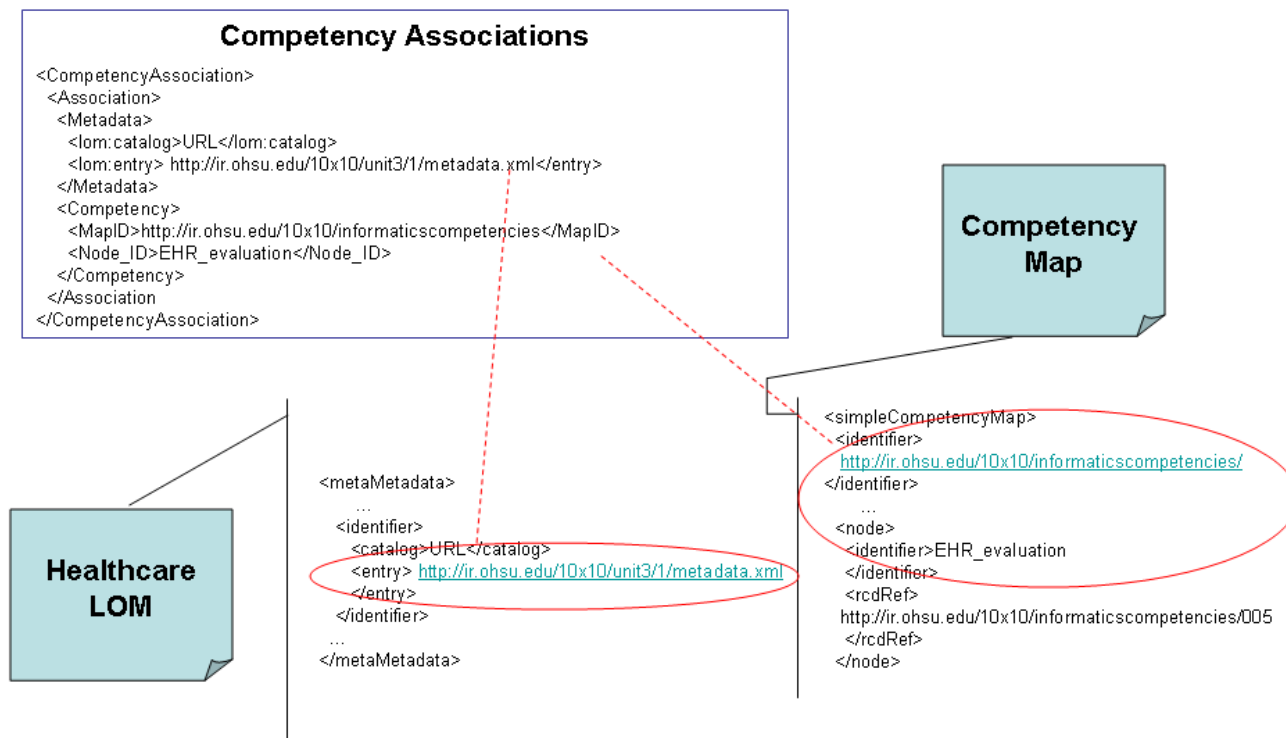 Competency Associations
<CompetencyAssociation>
<Association>
<Metadata>
<lom:catalog>URL</lom:catalog>
<lom:entry> http://ir.ohsu.edu/10x10/unit3/1/metadata.xml</entry>
</Metadata>
<Competency>
<MapID>http://ir.ohsu.edu/10x10/informaticscompetencies</MapID>
<Node_ID>EHR_evaluation</Node_ID>
</Competency>
</Association
</CompetencyAssociation>
Competency
Map
Healthcare
LOM
<metaMetadata>
...
<identifier>
<catalog>URL</catalog>
<entry> http://ir.ohsu.edu/10x10/unit3/1/metadata.xml
</entry>
</identifier>
...
</metaMetadata>
<simpleCompetencyMap>
<identifier>
http://ir.ohsu.edu/10x10/informaticscompetencies/
</identifier>
...
<node>
<identifier>EHR_evaluation
</identifier>
<rcdRef>
http://ir.ohsu.edu/10x10/informaticscompetencies/005
</rcdRef>
</node>